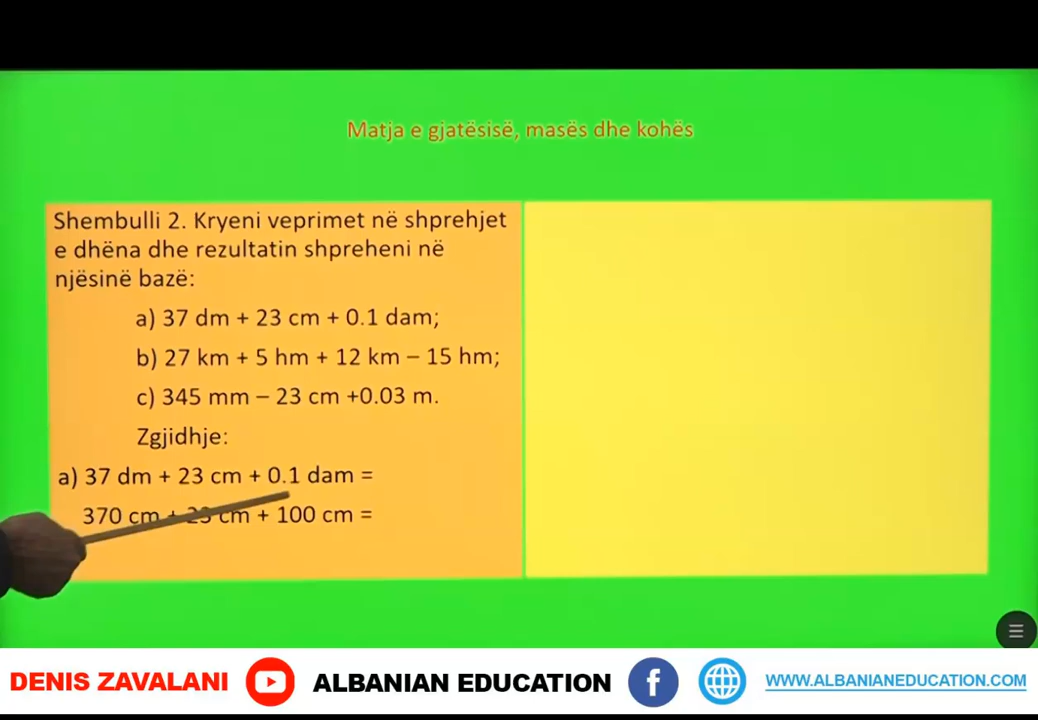 Matja e gjatësisë, masës dhe kohës
Shembulli 2. Kryeni veprimet në shprehjet
e dhëna dhe rezultatin shpreheni në
njësinë bazë:
a) 37 dm + 23 cm + 0.1 dam;
b) 27 km + 5 hm + 12 km – 15 hm;
c) 345 mm – 23 cm +0.03 m.
Zgjidhje:
a) 37 dm + 23 cm + 0.1 dam =
370 cm + 23 cm + 100 cm =
DENIS ZAVALANI ALBANIAN EDUCATION WWW.ALBANIANEDUCATION.COM